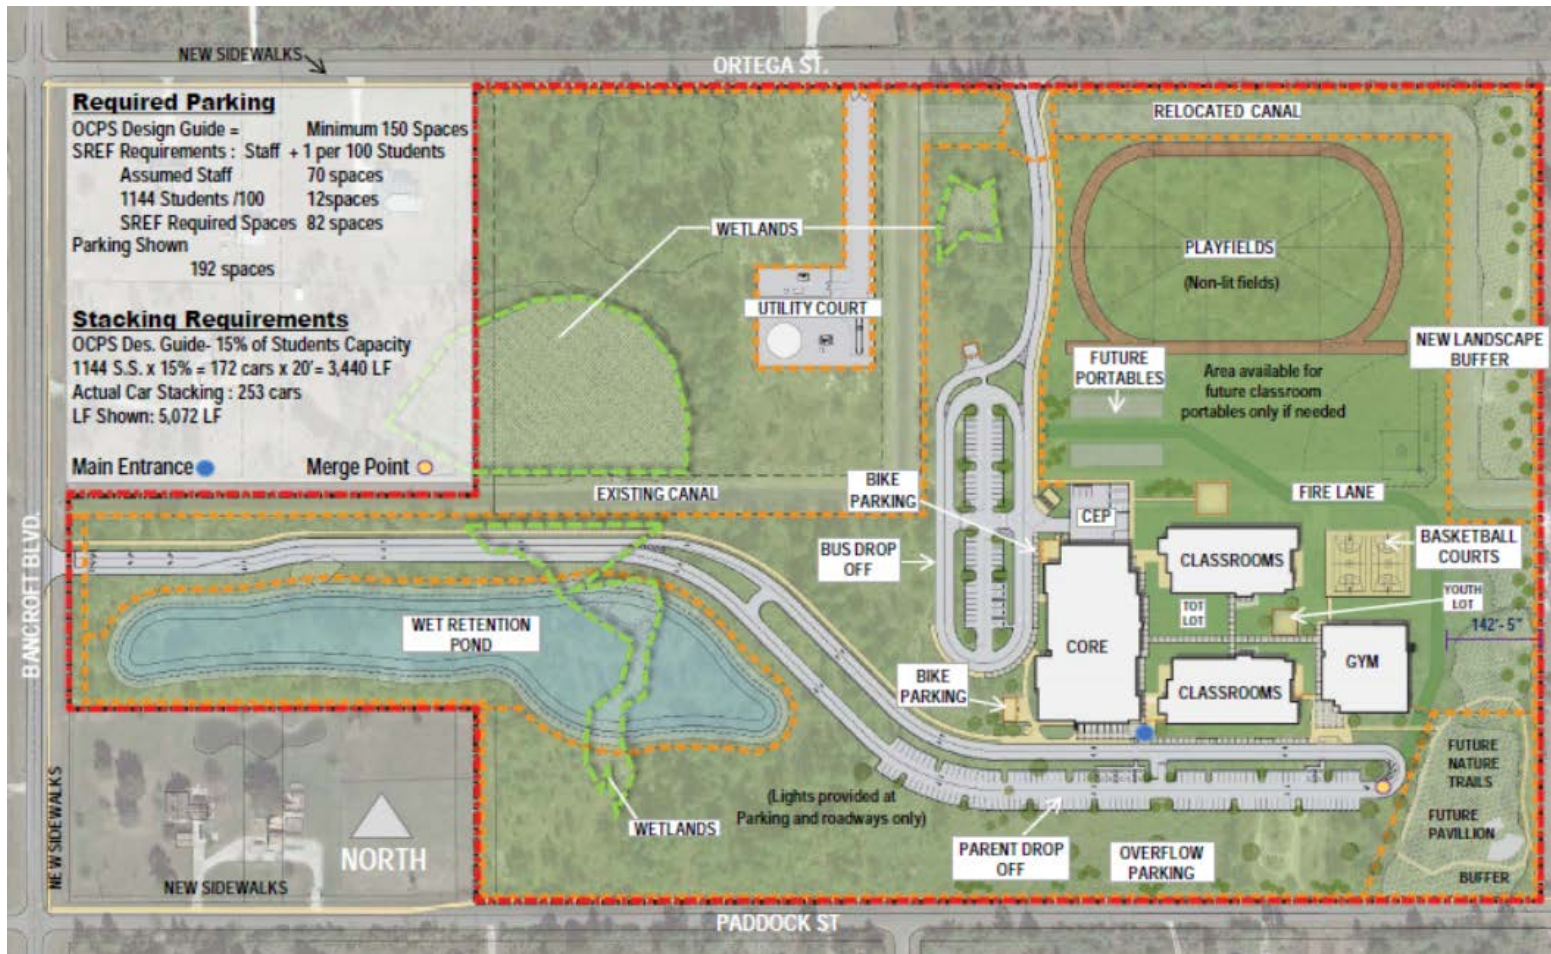 NEW SIDEWALKS
ORTEGA ST.
Required Parking
OCPS Design Guide = Minimum 150 Spaces
SREF Requirements : Staff + 1 per 100 Students
Assumed Staff 70 spaces
1144 Students /100 12spaces
SREF Required Spaces 82 spaces
Parking Shown
192 spaces
Stacking Requirements
OCPS Des. Guide- 15% of Students Capacity
1144 S.S. x 15% = 172 cars x 20'= 3,440 LF
Actual Car Stacking : 253 cars
LF Shown: 5,072 LF
Main Entrance
Merge Point
RELOCATED CANAL
WETLANDS
PLAYFIELDS
(Non-lit fields)
UTILITY COURT
NEW LANDSCAPE
BUFFER
FUTURE
PORTABLES
Area available for
future classroom
portables only if needed
EXISTING CANAL
BIKE
PARKING
FIRE LANE
CEP
BUS DROP
OFF
CLASSROOMS
BASKETBALL
COURTS
YOUTH
LOT
TOT
LOT
142'- 5"
BANCROFT BLVD.
WET RETENTION
POND
CORE
GYM
BIKE
PARKING
CLASSROOMS
FUTURE
NATURE
TRAILS
FUTURE
PAVILLION
BUFFER
(Lights provided at
Parking and roadways only)
WETLANDS
PARENT DROP
OFF
OVERFLOW
PARKING
NORTH
NEW SIDEWALKS
NEW SIDEWALKS
PADDOCK ST